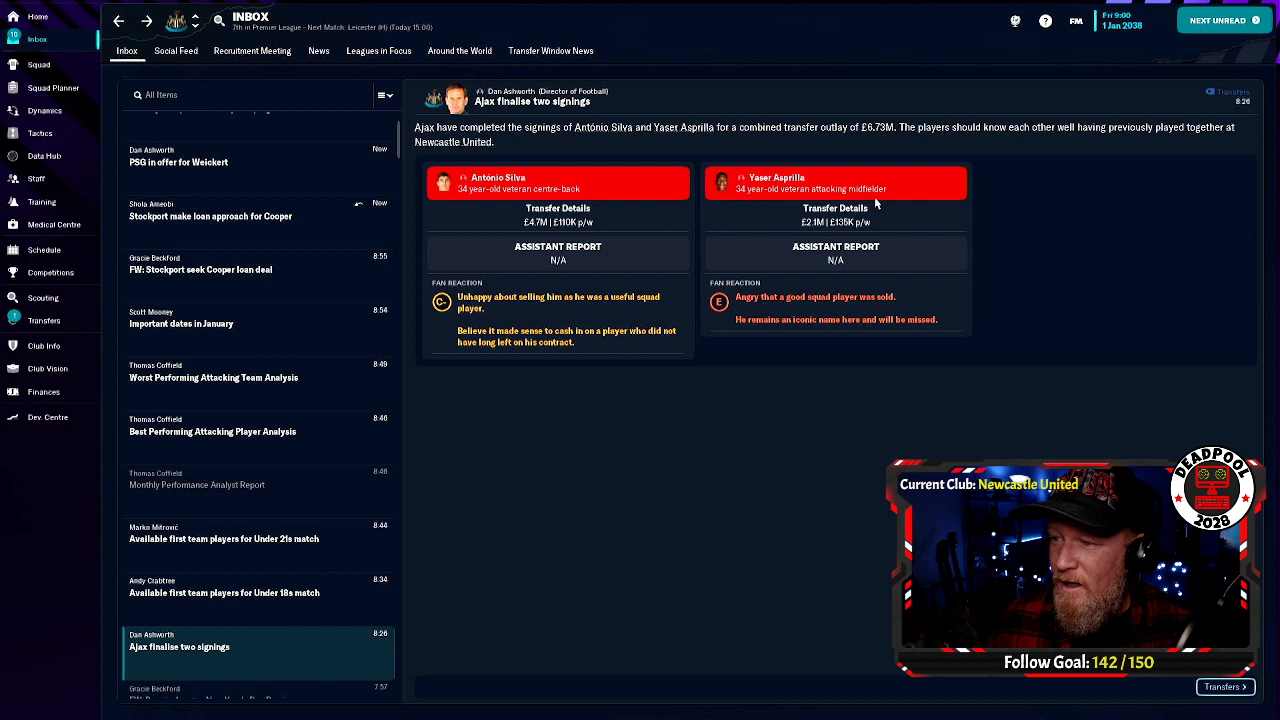 Home
10
Inbox
Squad
Squad Planner
Dynamics
Tactics
Data Hub
Staff
Training
Medical Centre
Schedule
Competitions
Scouting
Transfers
Club Info
Club Vision
Finances
Dev. Centre
INBOX
7th in Premier League - Next Match: Leicester (H) (Today 15:00)
FM
Fri 9:00
1 Jan 2038
NEXT UNREAD
Inbox
Social Feed
Recruitment Meeting
News
Leagues in Focus
Around the World
Transfer Window News
All Items
Dan Ashworth
Now
PSG in offer for Weickert
Shola Ameobi
Now
Stockport make loan approach for Cooper
Gracie Beckford
8:55
FW: Stockport seek Cooper loan deal
Scott Mooney
8:54
Important dates in January
Thomas Coffield
8:49
Worst Performing Attacking Team Analysis
Thomas Coffield
8:46
Best Performing Attacking Player Analysis
Thomas Coffield
8:46
Monthly Performance Analyst Report
Marko Mitrović
8:44
Available first team players for Under 21s match
Andy Crabtree
8:34
Available first team players for Under 18s match
Dan Ashworth
8:26
Ajax finalise two signings
Gracie Beckford
7:57
Dan Ashworth (Director of Football)
Ajax finalise two signings
Transfers
8:26
Ajax have completed the signings of António Silva and Yaser Asprilla for a combined transfer outlay of £6.73M. The players should know each other well having previously played together at
Newcastle United.
António Silva
34 year-old veteran centre-back
Transfer Details
£4.7M | £110K p/w
ASSISTANT REPORT
N/A
FAN REACTION
C-
Unhappy about selling him as he was a useful squad
player.
Believe it made sense to cash in on a player who did not
have long left on his contract.
Yaser Asprilla
34 year-old veteran attacking midfielder
Transfer Details
£2.1M | £135K p/w
ASSISTANT REPORT
N/A
FAN REACTION
E
Angry that a good squad player was sold.
He remains an iconic name here and will be missed.
Current Club: Newcastle United
DEADPOOL
2028
Follow Goal: 142 / 150
Transfers >